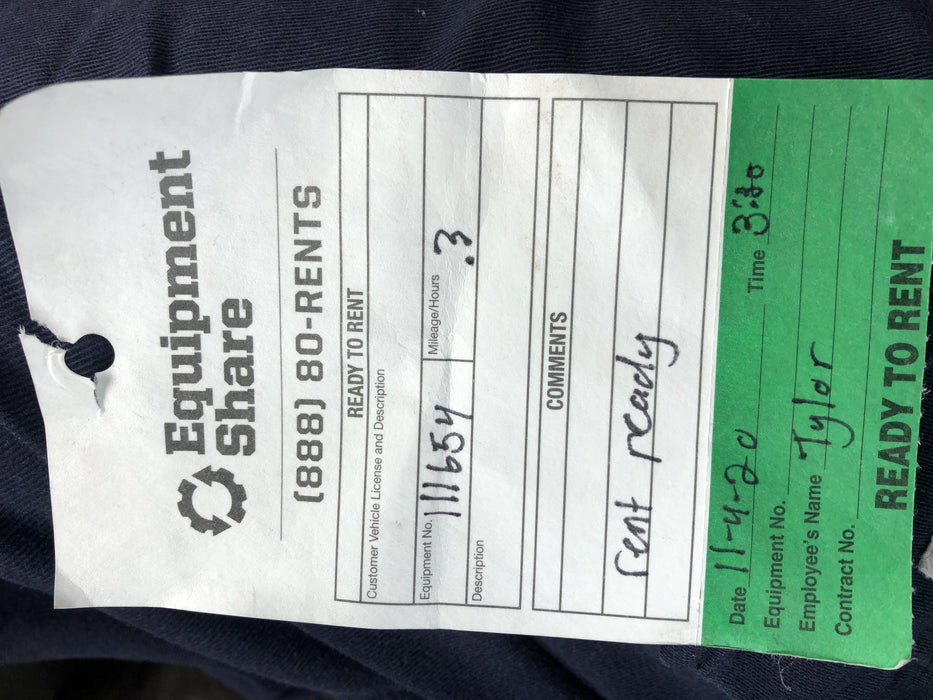 Equipment
Share
(888) 80-RENTS
READY TO RENT
Customer Vehicle License and Description
Equipment No. 111654 Mileage/Hours .3
Description
COMMENTS
rent ready
Date 11-4-20 Time 3:30
Equipment No.
Employee's Name Tylor
Contract No.
READY TO RENT